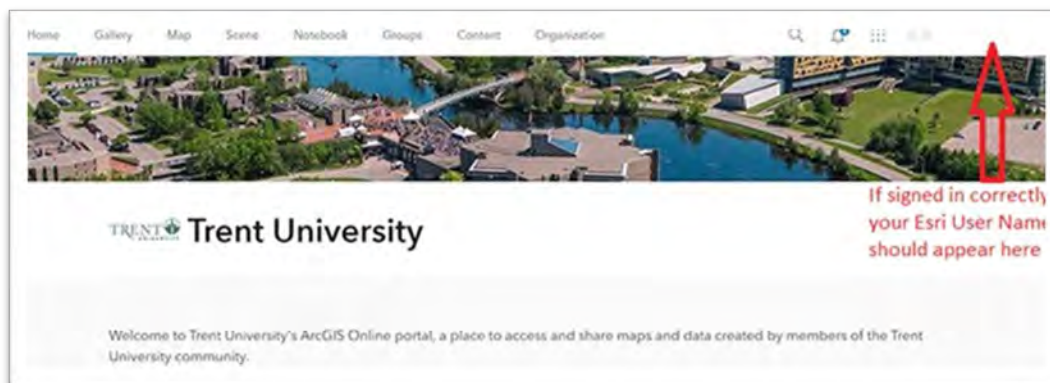 Home Gallery Map Scene Notebook Groups Content Organization
If signed in correctly
your Esri User Name
should appear here
TRENT UNIVERSITY Trent University
Welcome to Trent University's ArcGIS Online portal, a place to access and share maps and data created by members of the Trent
University community.